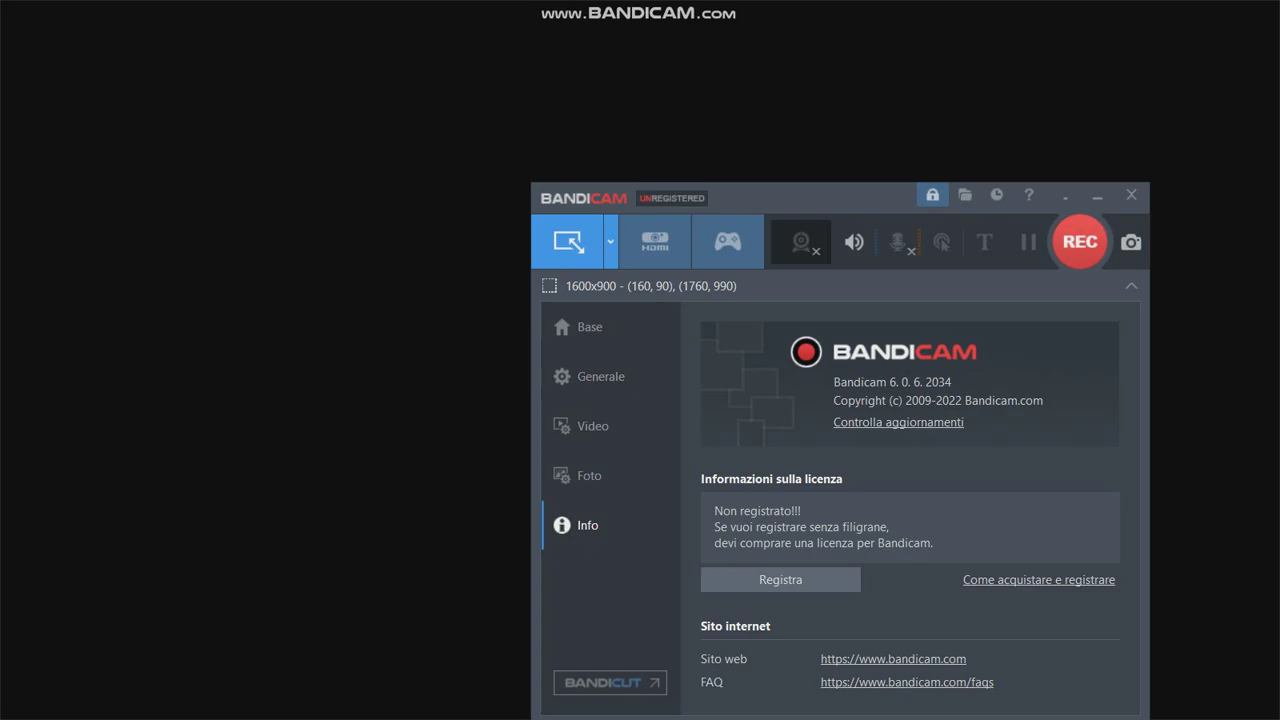 www.BANDICAM.com
BANDICAM UNREGISTERED
?
HDMI
T
REC
1600x900 - (160, 90), (1760, 990)
Base
Generale
Video
Foto
Info
BANDICUT
BANDICAM
Bandicam 6. 0. 6. 2034
Copyright (c) 2009-2022 Bandicam.com
Controlla aggiornamenti
Informazioni sulla licenza
Non registrato!!!
Se vuoi registrare senza filigrane,
devi comprare una licenza per Bandicam.
Registra
Come acquistare e registrare
Sito internet
Sito web https://www.bandicam.com
FAQ https://www.bandicam.com/faqs